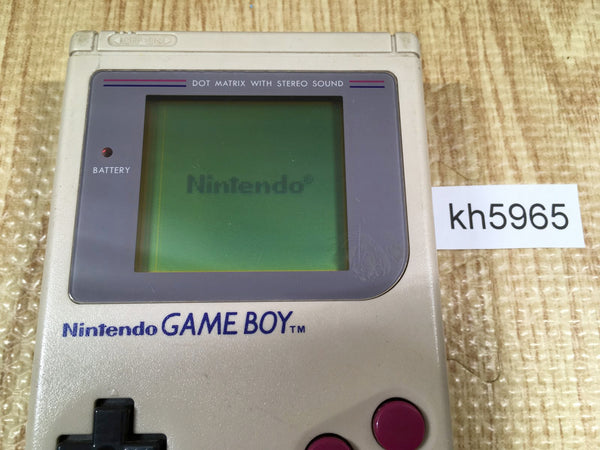 DOT MATRIX WITH STEREO SOUND
BATTERY
Nintendo®
kh5965
Nintendo GAME BOY™